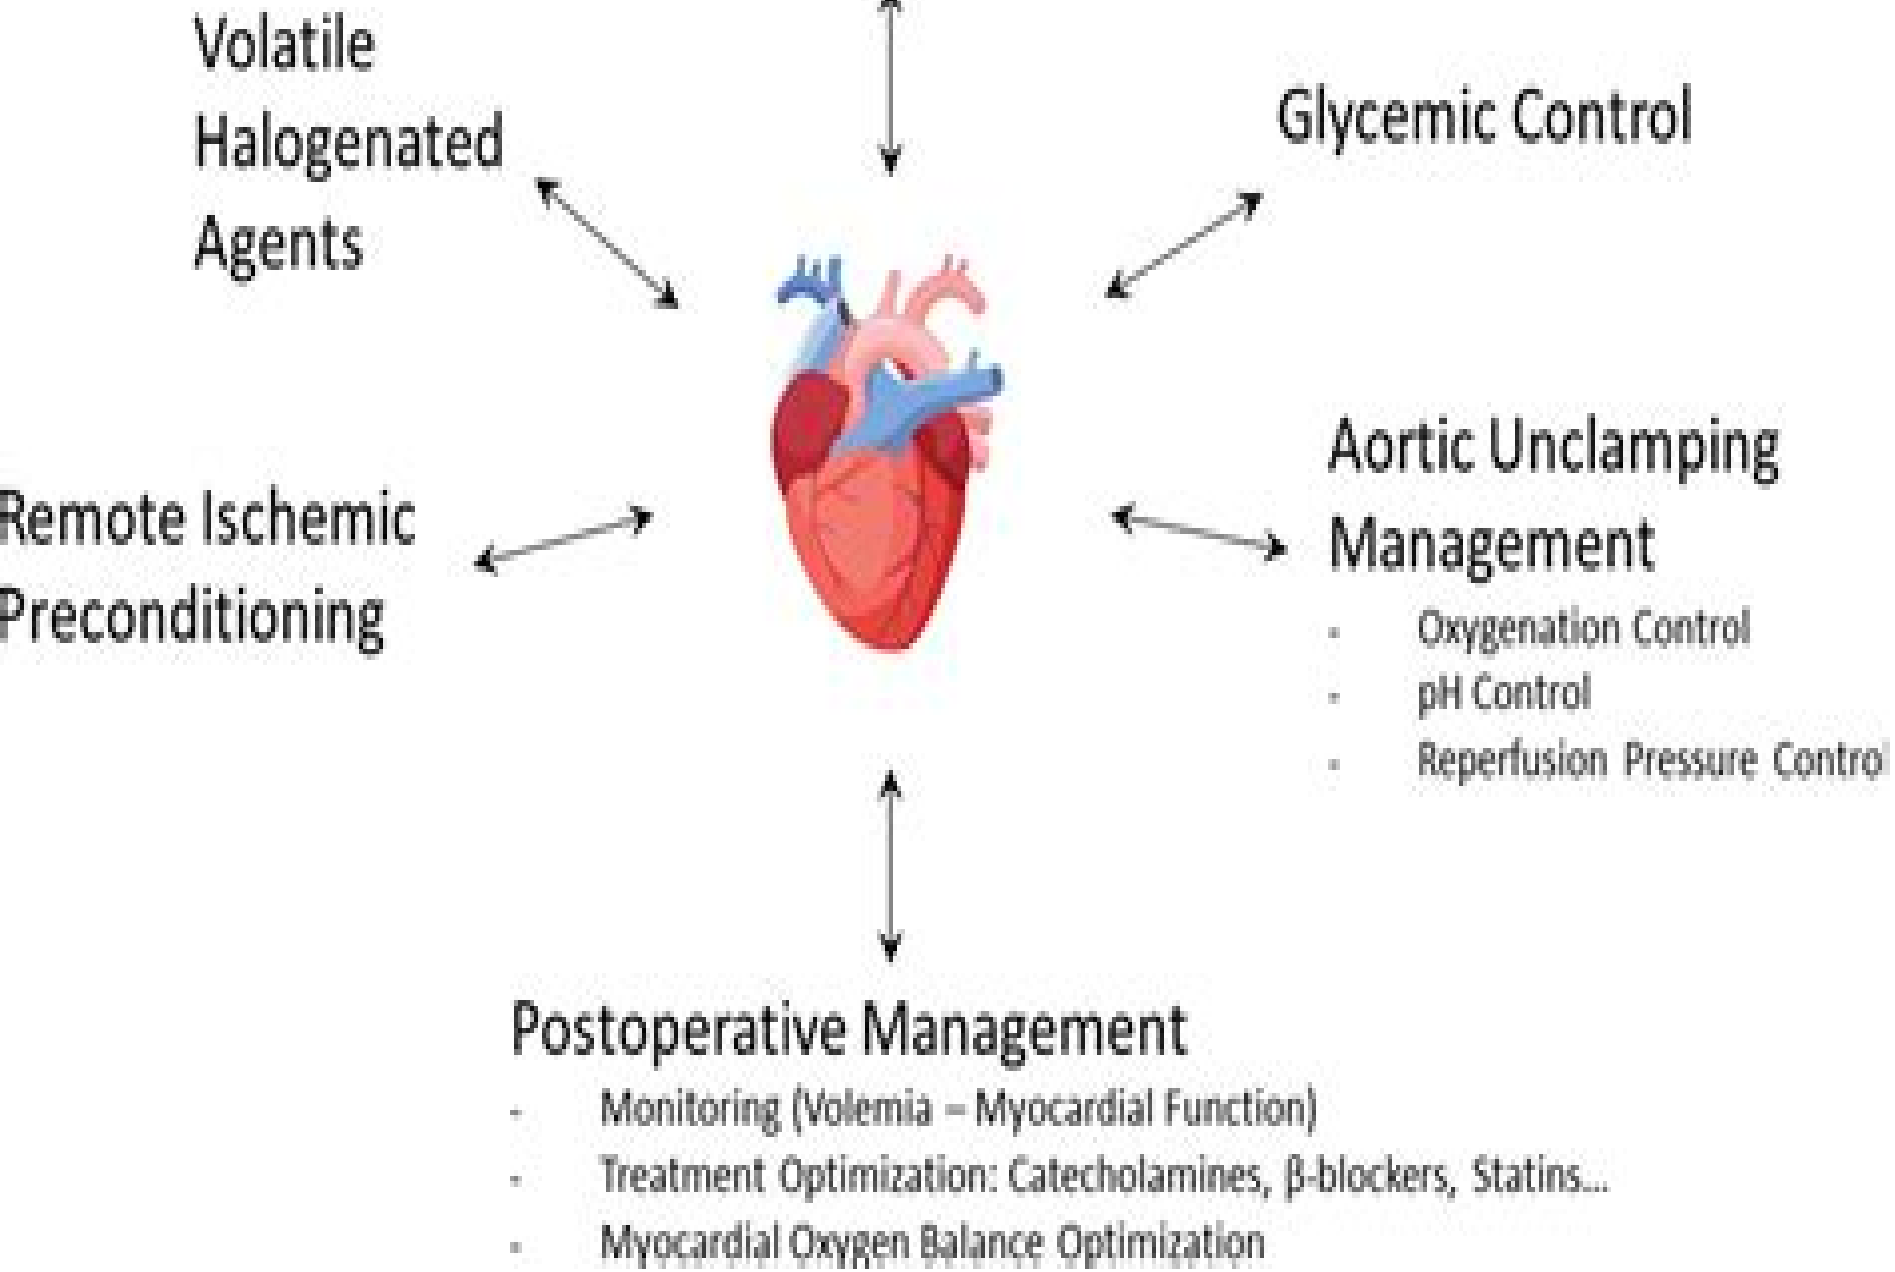 Volatile
Halogenated
Agents
Glycemic Control
Remote Ischemic
Preconditioning
Aortic Unclamping
Management
- Oxygenation Control
- pH Control
- Reperfusion Pressure Control
Postoperative Management
- Monitoring (Volemia – Myocardial Function)
- Treatment Optimization: Catecholamines, β-blockers, Statins...
- Myocardial Oxygen Balance Optimization